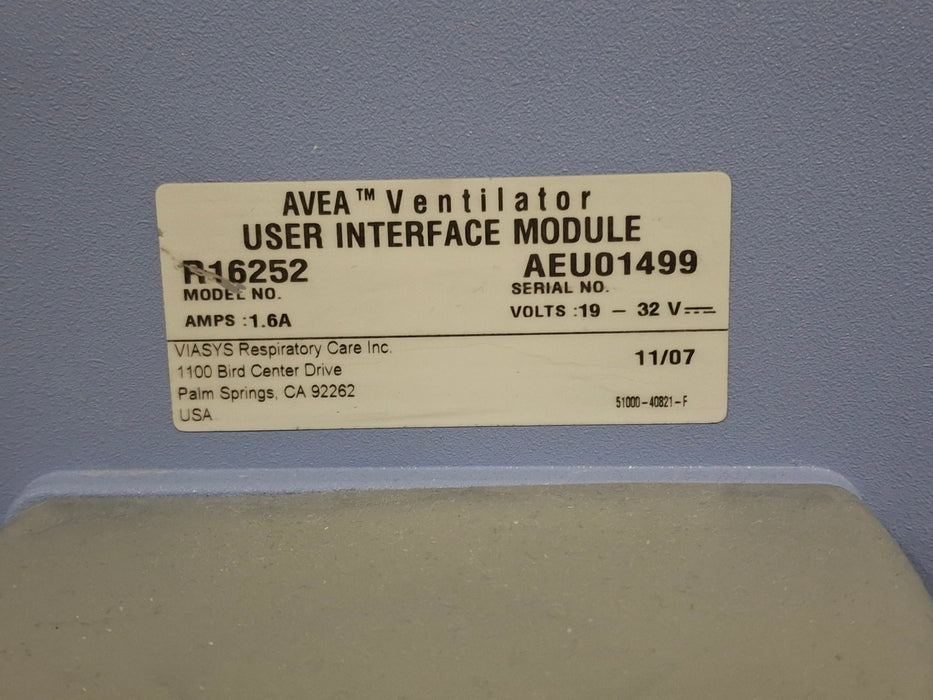 AVEA™ Ventilator
USER INTERFACE MODULE
R16252 AEU01499
MODEL NO. SERIAL NO.
AMPS :1.6A VOLTS :19 – 32 V⎓
VIASYS Respiratory Care Inc. 11/07
1100 Bird Center Drive
Palm Springs, CA 92262
USA 51000-40821-F